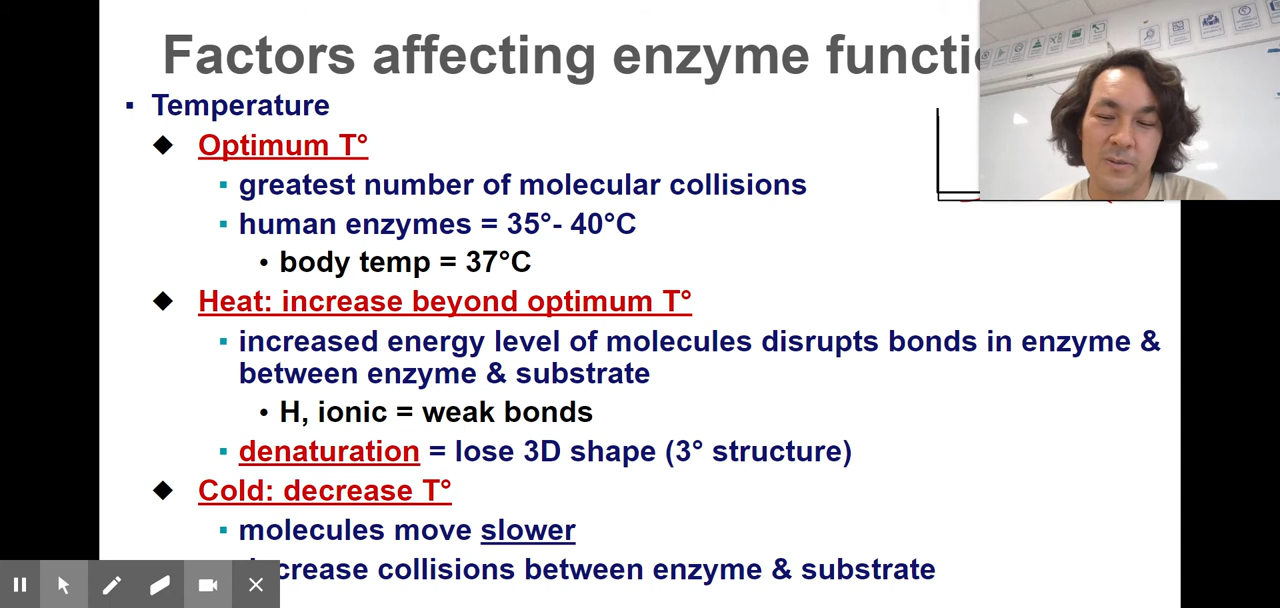 Factors affecting enzyme
Temperature
Optimum T°
greatest number of molecular collisions
human enzymes = 35°- 40°C
body temp = 37°C
Heat: increase beyond optimum T°
increased energy level of molecules disrupts bonds in enzyme &
between enzyme & substrate
H, ionic = weak bonds
denaturation = lose 3D shape (3° structure)
Cold: decrease T°
molecules move slower
collisions between enzyme & substrate